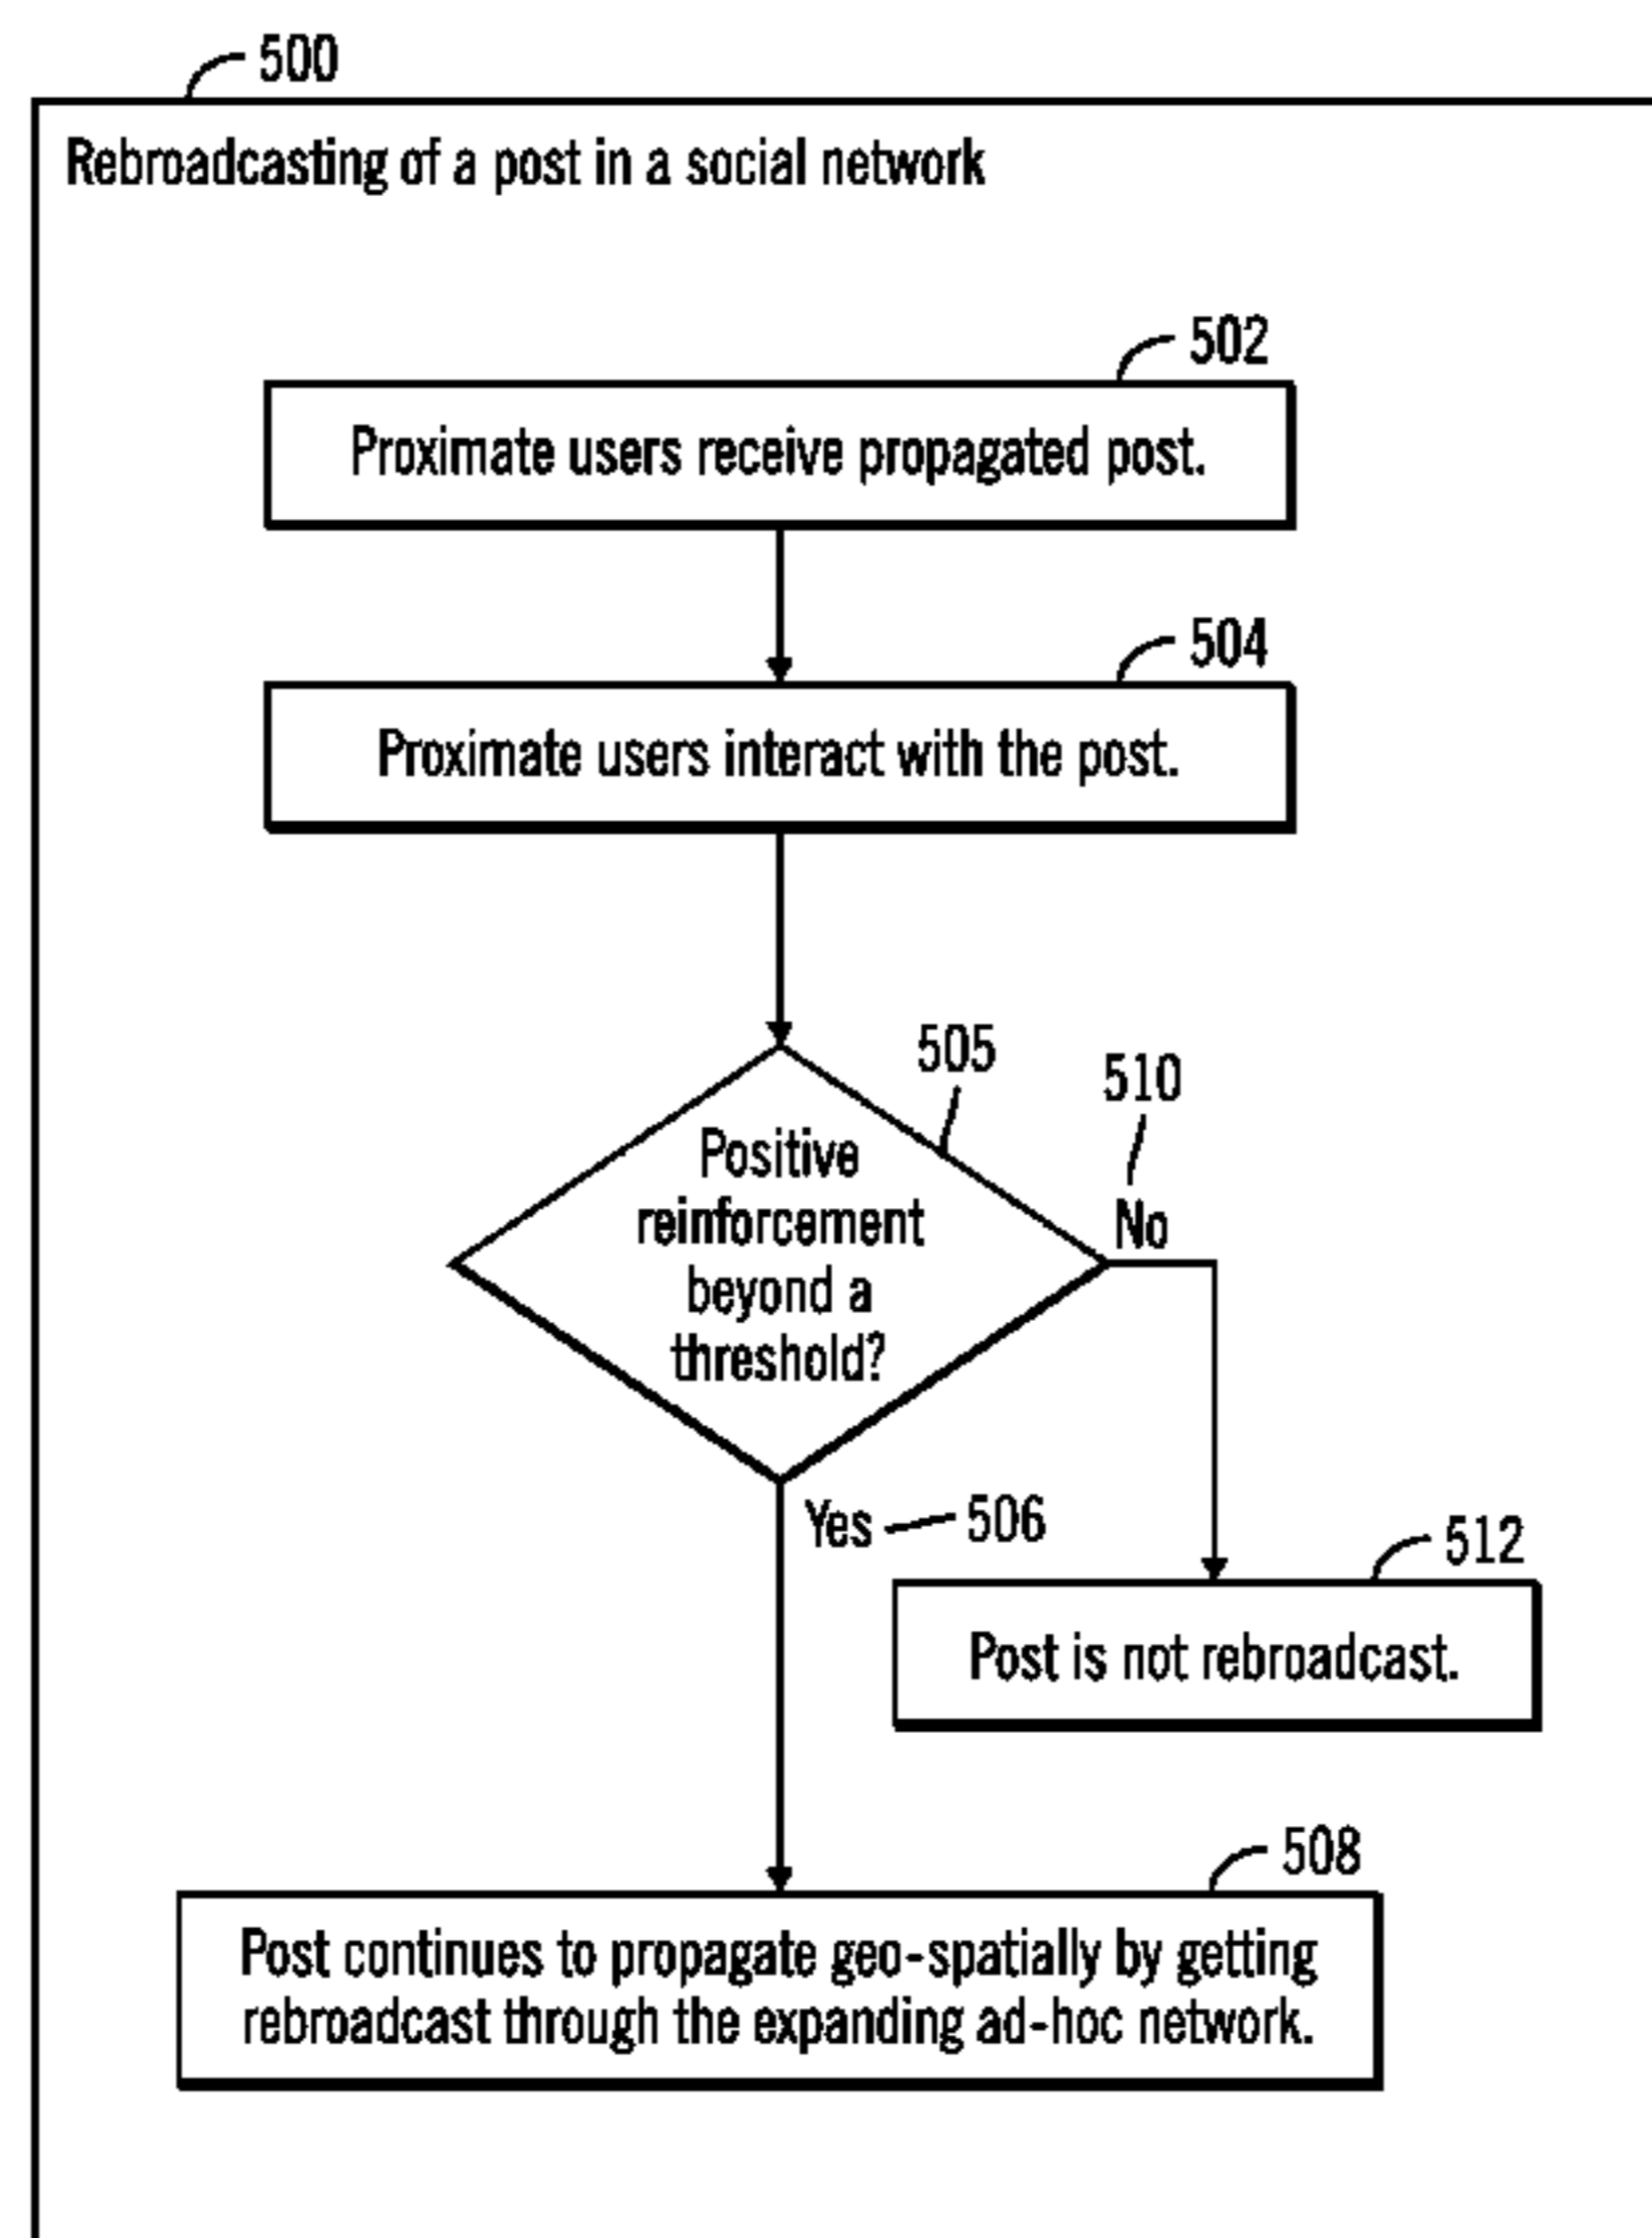 500
Rebroadcasting of a post in a social network
502
Proximate users receive propagated post.
504
Proximate users interact with the post.
505
510
Positive
reinforcement
beyond a
threshold?
No
Yes
506
512
Post is not rebroadcast.
508
Post continues to propagate geo-spatially by getting
rebroadcast through the expanding ad-hoc network.